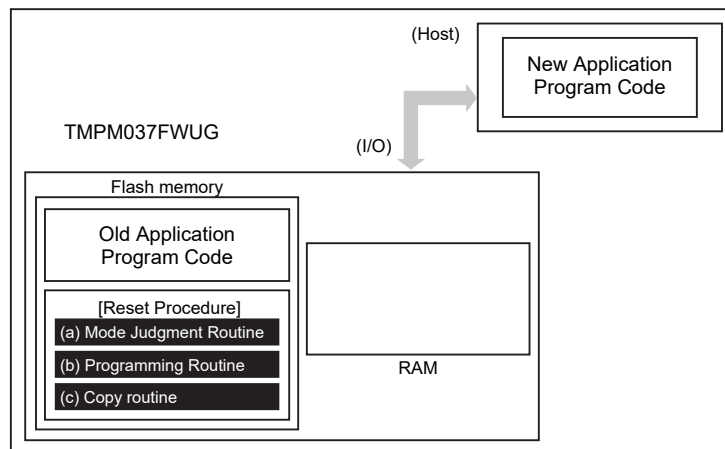 (Host)
New Application
Program Code
TMPM037FWUG
(I/O)
Flash memory
Old Application
Program Code
[Reset Procedure]
(a) Mode Judgment Routine
(b) Programming Routine
(c) Copy routine
RAM